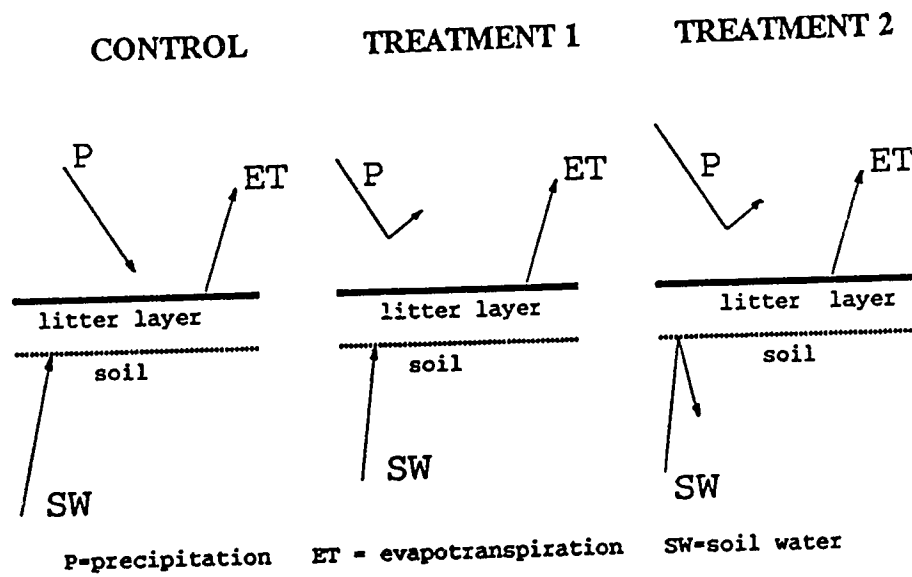 CONTROL TREATMENT 1 TREATMENT 2
P ET P ET P ET
litter layer litter layer litter layer
soil soil soil
SW SW SW
P=precipitation ET = evapotranspiration SW=soil water